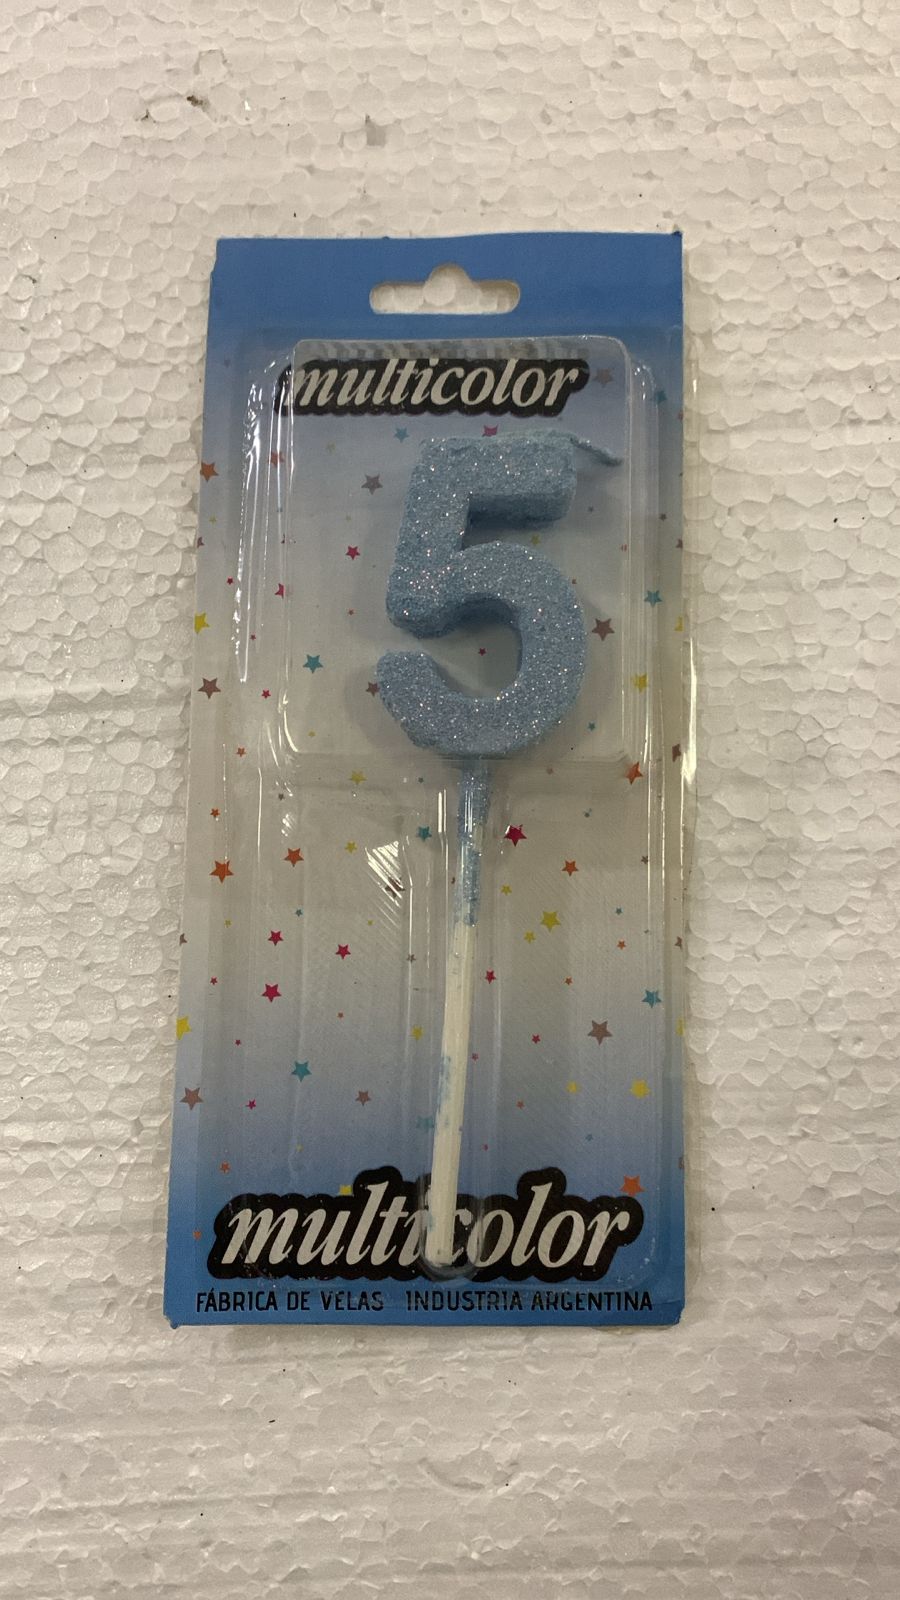 multicolor
5
multicolor
FÁBRICA DE VELAS INDUSTRIA ARGENTINA